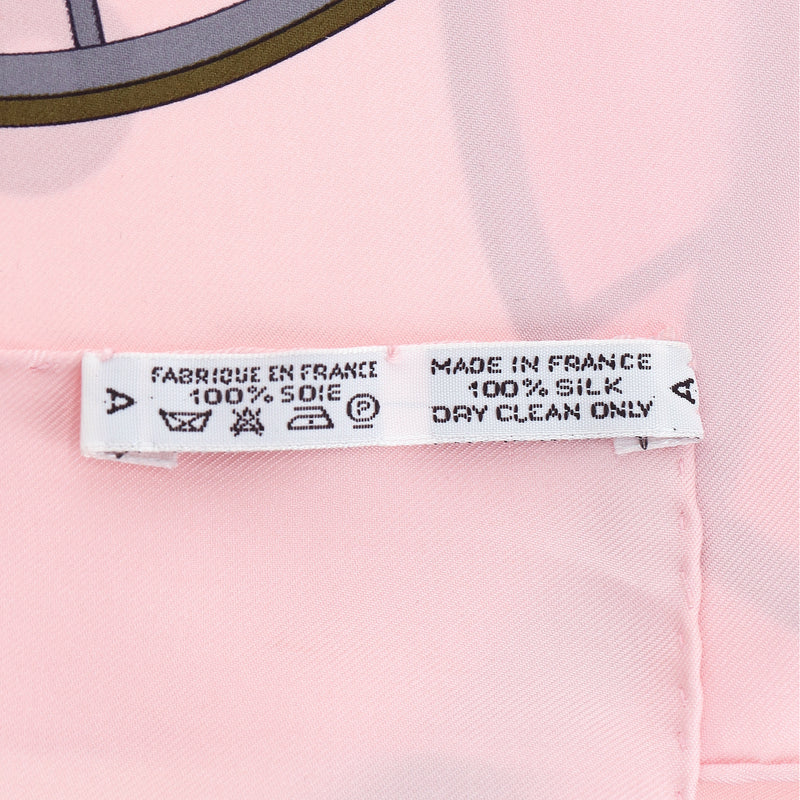 A
FABRIQUE EN FRANCE
100% SOIE
P
MADE IN FRANCE
100% SILK
DRY CLEAN ONLY
A